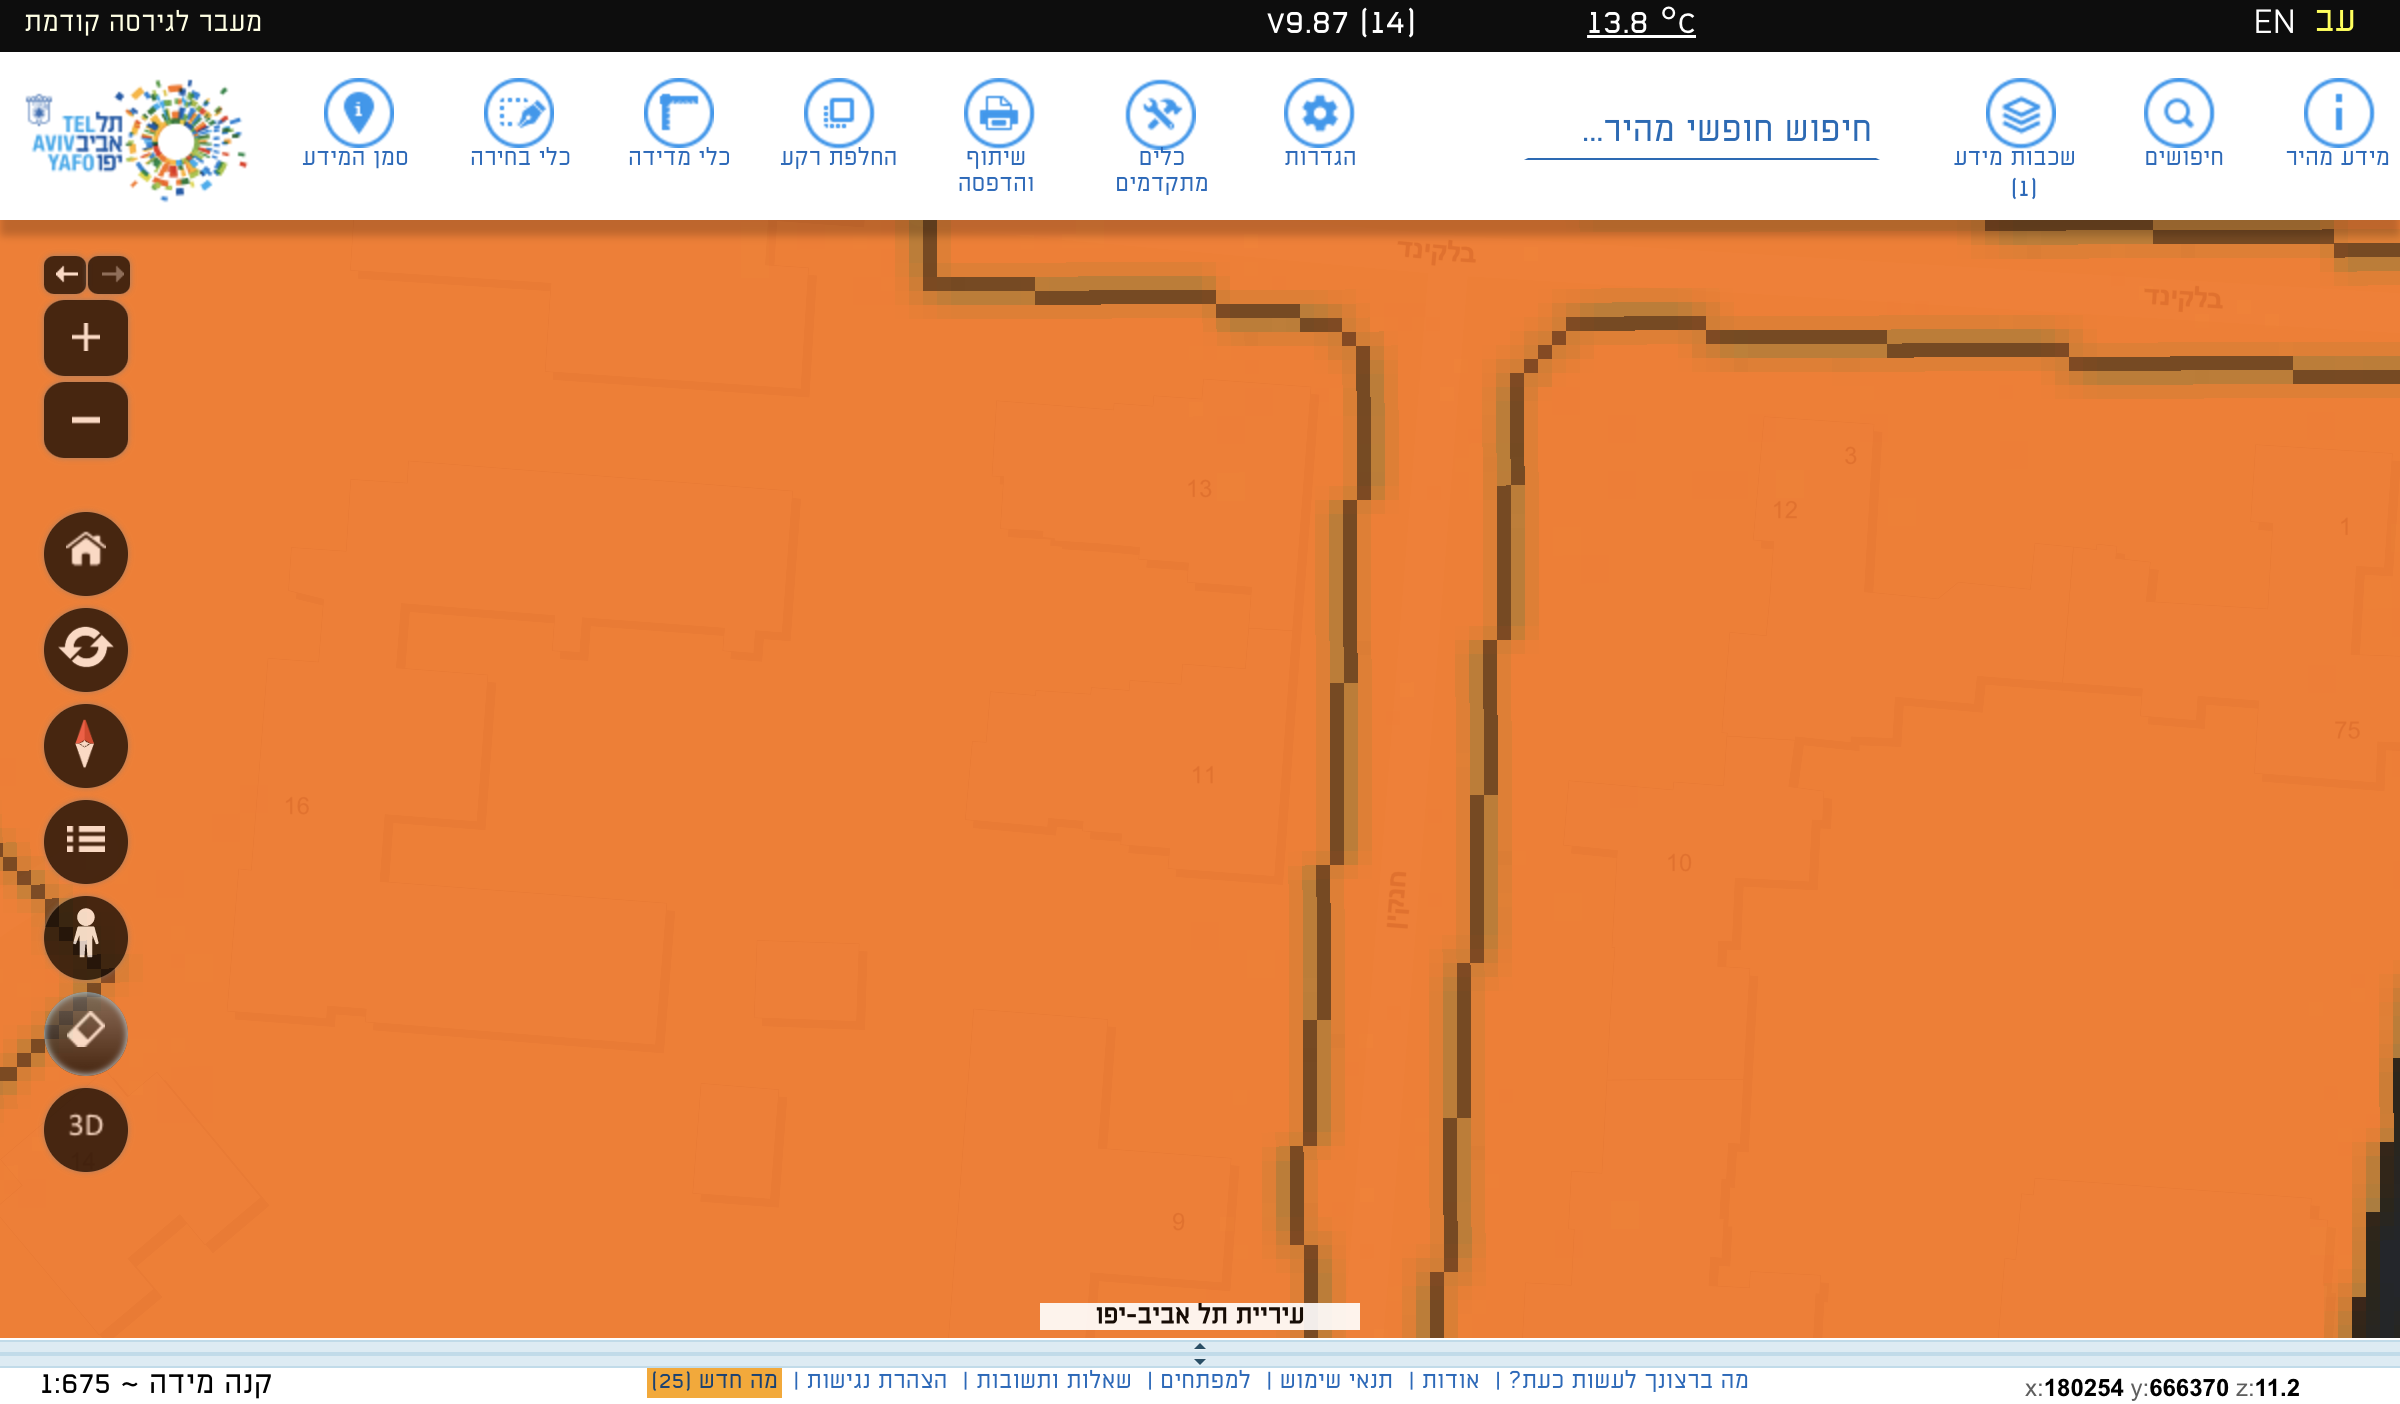 עב EN
13.8 °C
V9.87 (14)
מעבר לגירסה קודמת
מידע מהיר
חיפושים
שכבות מידע
(1)
חיפוש חופשי מהיר...
הגדרות
כלים
מתקדמים
שיתוף
והדפסה
החלפת רקע
כלי מדידה
כלי בחירה
סמן המידע
תל TEL
אביב AVIV
יפו YAFO
בלקינד
בלקינד
3
13
12
1
75
11
16
10
חנקין
3D
9
עיריית תל אביב-יפו
מה ברצונך לעשות כעת? | אודות | תנאי שימוש | למפתחים | שאלות ותשובות | הצהרת נגישות | מה חדש (25)
קנה מידה ~ 1:675
x:180254 y:666370 z:11.2